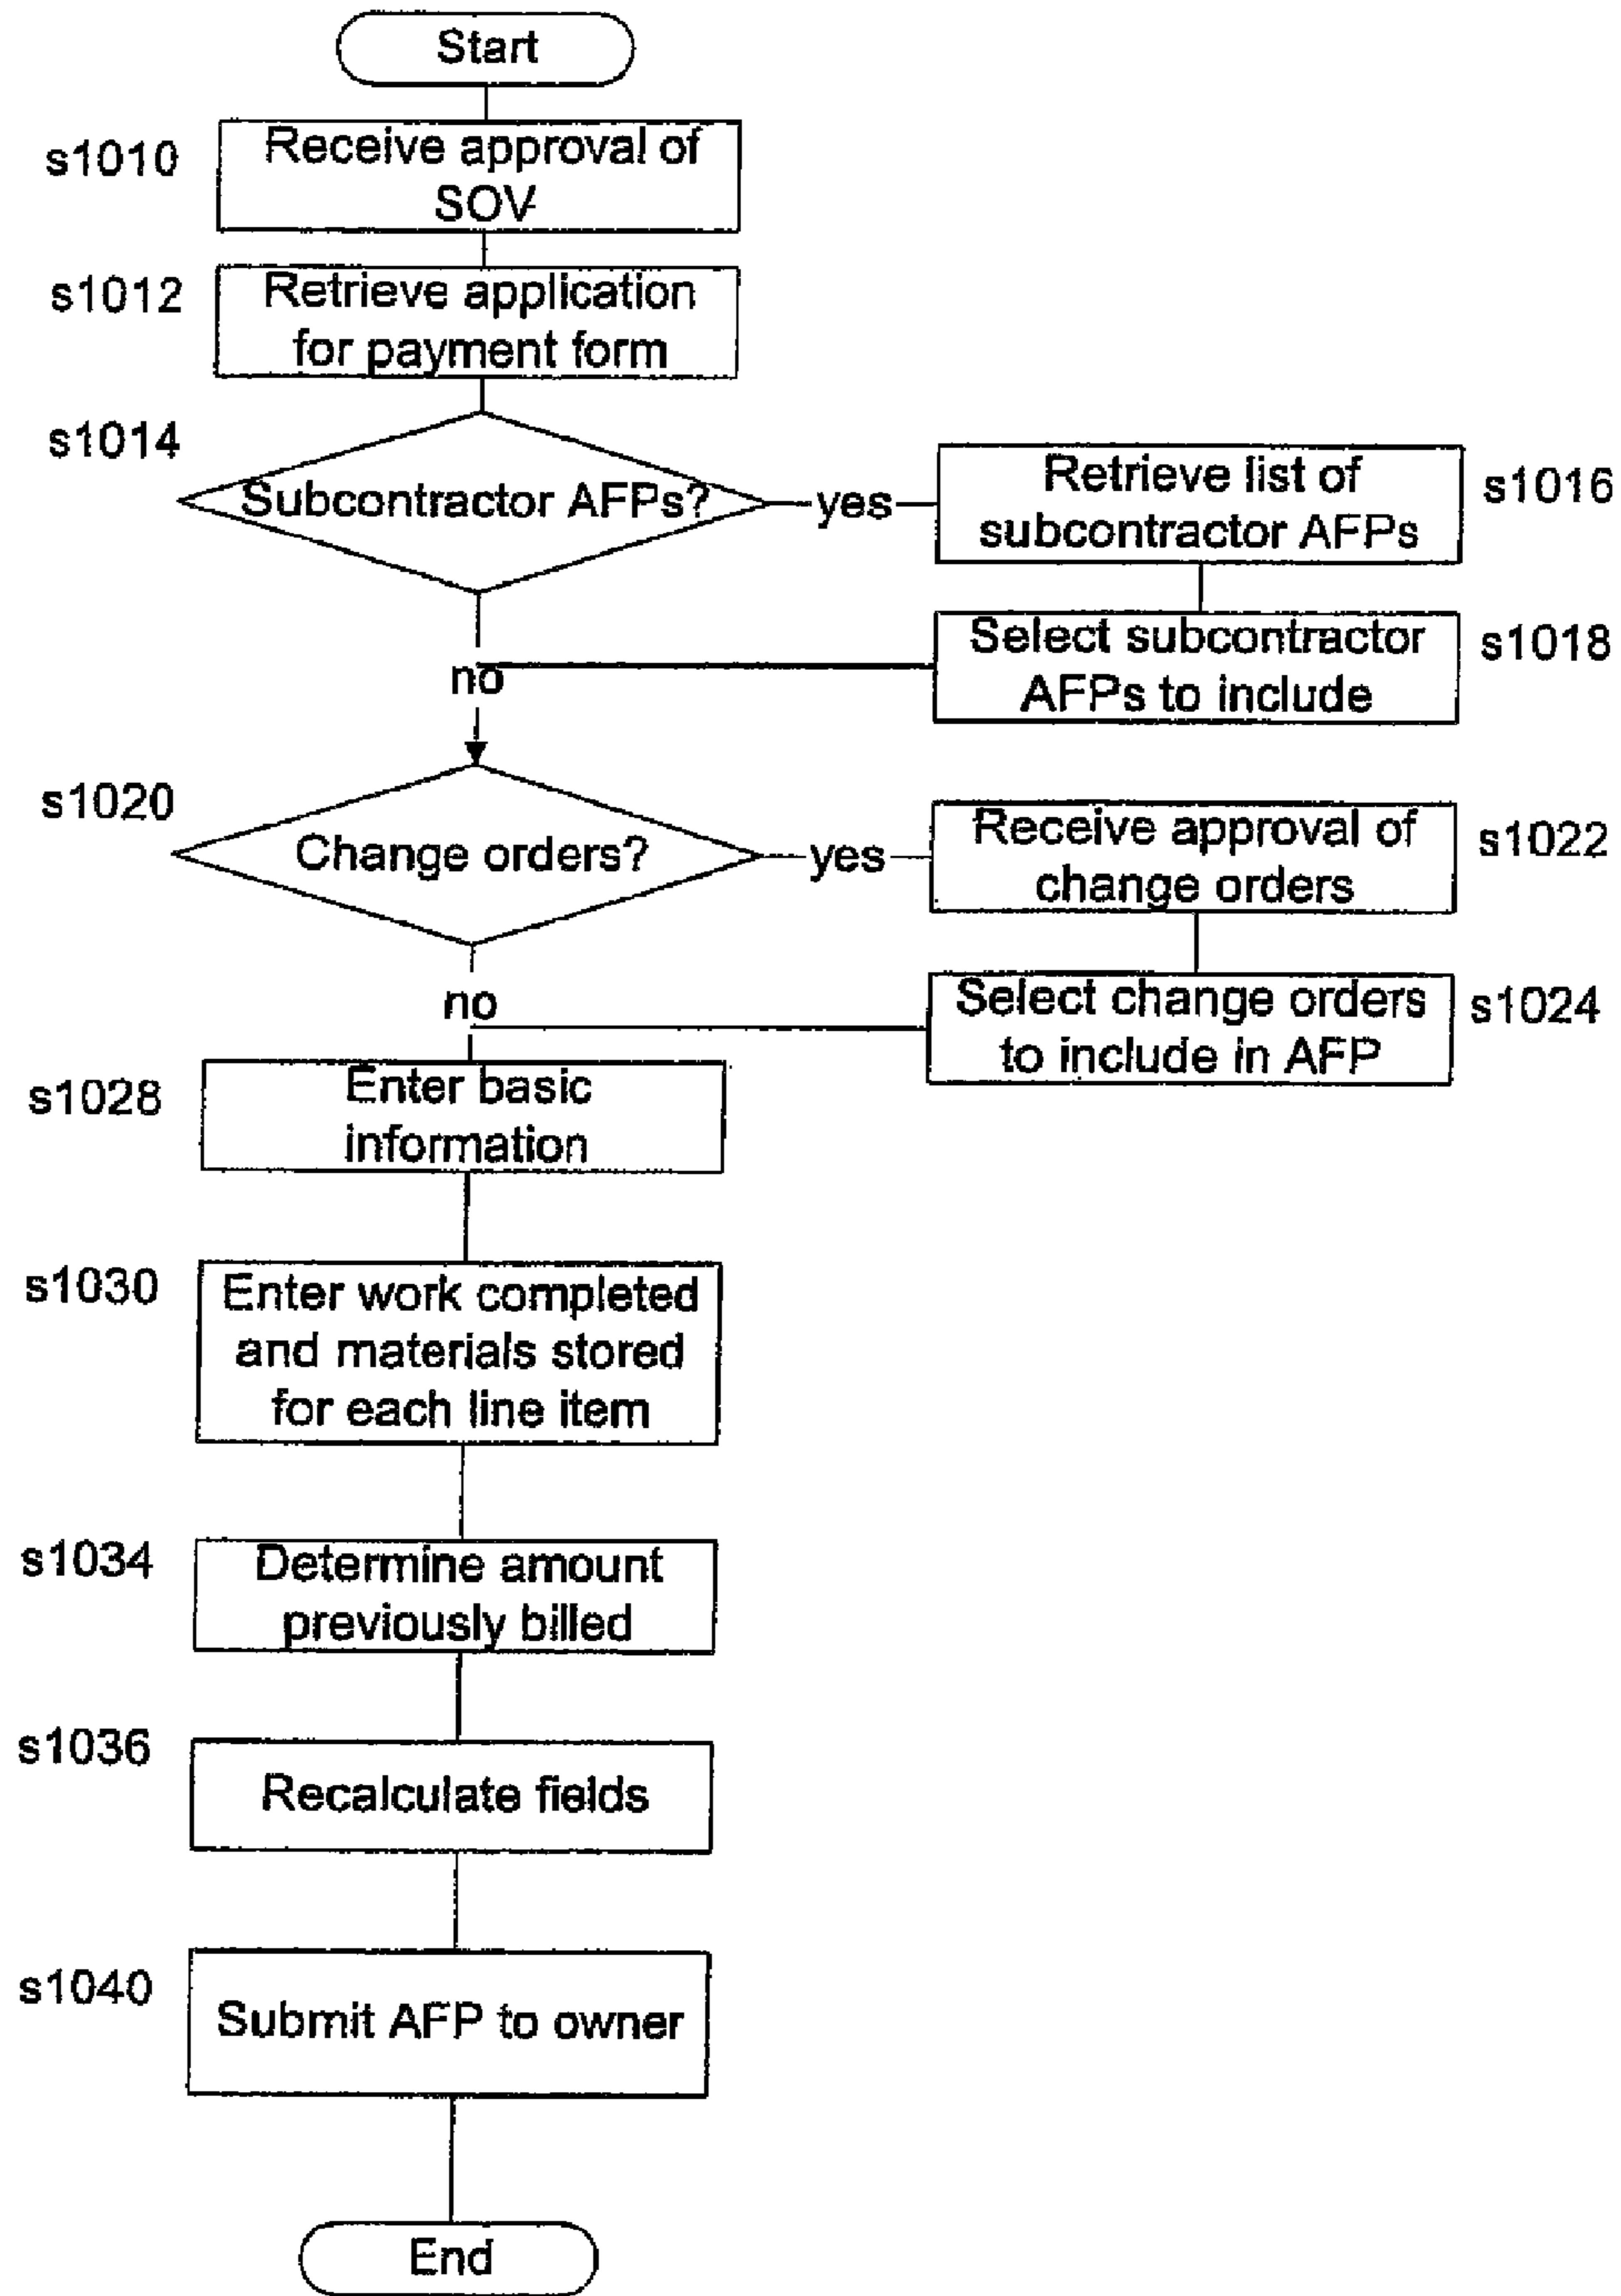 Start
s1010
Receive approval of
SOV
s1012
Retrieve application
for payment form
s1014
Subcontractor AFPs?
yes
Retrieve list of
subcontractor AFPs
s1016
Select subcontractor
AFPs to include
s1018
no
s1020
Change orders?
yes
Receive approval of
change orders
s1022
no
Select change orders
to include in AFP
s1024
s1028
Enter basic
information
s1030
Enter work completed
and materials stored
for each line item
s1034
Determine amount
previously billed
s1036
Recalculate fields
s1040
Submit AFP to owner
End